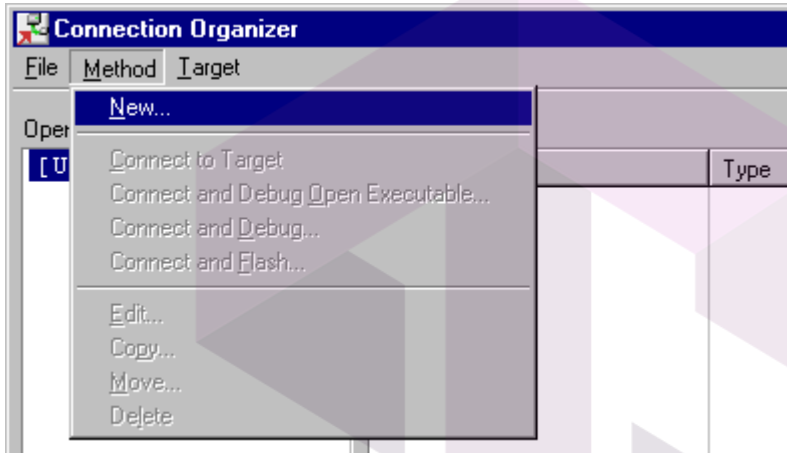 Connection Organizer
File Method Target
New...
Oper
[U
Type
Connect to Target
Connect and Debug Open Executable...
Connect and Debug...
Connect and Flash...
Edit...
Copy...
Move...
Delete